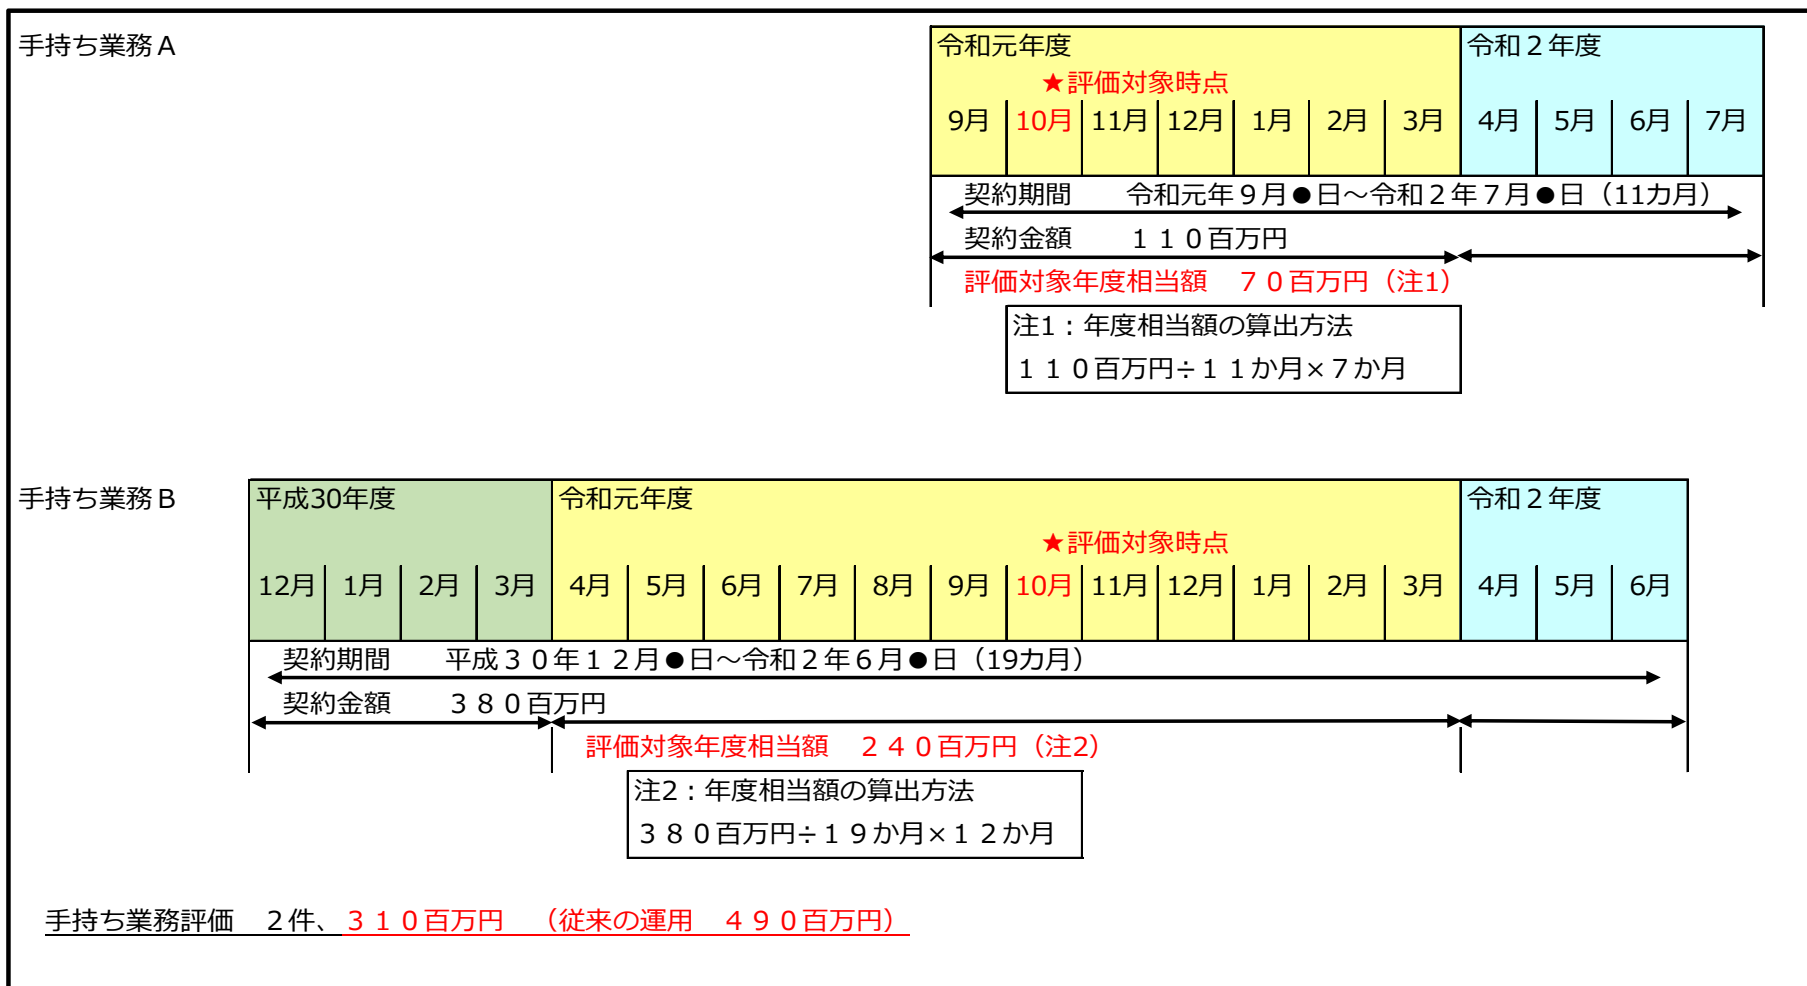 手持ち業務A
令和元年度 令和２年度
★評価対象時点
9月 10月 11月 12月 1月 2月 3月 4月 5月 6月 7月
契約期間　　令和元年９月●日～令和２年７月●日（11カ月）
契約金額　　１１０百万円
評価対象年度相当額　７０百万円（注1）
注1：年度相当額の算出方法
１１０百万円÷１１か月×７か月
手持ち業務B
平成30年度 令和元年度 令和２年度
★評価対象時点
12月 1月 2月 3月 4月 5月 6月 7月 8月 9月 10月 11月 12月 1月 2月 3月 4月 5月 6月
契約期間　　平成３０年１２月●日～令和２年６月●日（19カ月）
契約金額　　３８０百万円
評価対象年度相当額　２４０百万円（注2）
注2：年度相当額の算出方法
３８０百万円÷１９か月×１２か月
手持ち業務評価　２件、３１０百万円　（従来の運用　４９０百万円）